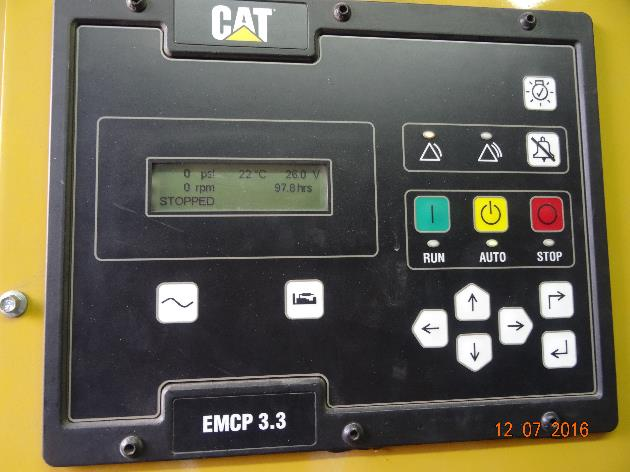 CAT
0 psi 22 °C 26.0 V
0 rpm 97.8 hrs
STOPPED
RUN AUTO STOP
EMCP 3.3
12 07 2016